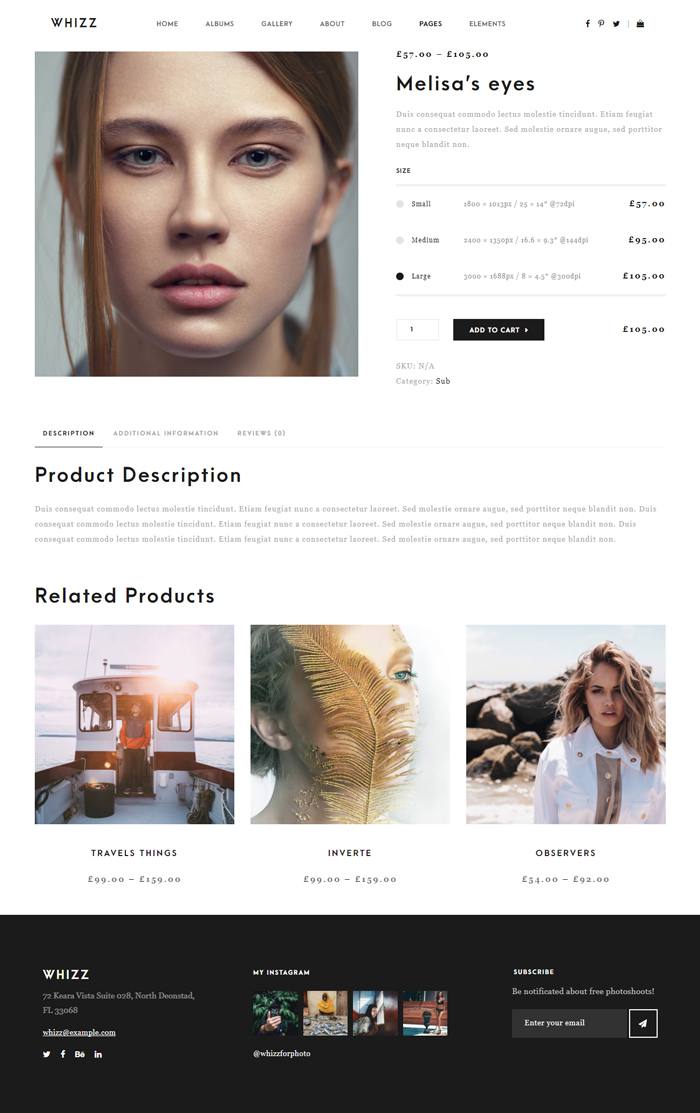 WHIZZ
HOME ALBUMS GALLERY ABOUT BLOG PAGES ELEMENTS
£57.00 – £105.00
Melisa's eyes
Duis consequat commodo lectus molestie tincidunt. Etiam feugiat
nunc a consectetur laoreet. Sed molestie ornare augue, sed porttitor
neque blandit non.
SIZE
Small 1800 × 1013px / 25 × 14" @72dpi £57.00
Medium 2400 × 1350px / 16.6 × 9.3" @144dpi £95.00
Large 3000 × 1688px / 8 × 4.5" @300dpi £105.00
1 ADD TO CART £105.00
SKU: N/A
Category: Sub
DESCRIPTION ADDITIONAL INFORMATION REVIEWS (0)
Product Description
Duis consequat commodo lectus molestie tincidunt. Etiam feugiat nunc a consectetur laoreet. Sed molestie ornare augue, sed porttitor neque blandit non. Duis
consequat commodo lectus molestie tincidunt. Etiam feugiat nunc a consectetur laoreet. Sed molestie ornare augue, sed porttitor neque blandit non. Duis
consequat commodo lectus molestie tincidunt. Etiam feugiat nunc a consectetur laoreet. Sed molestie ornare augue, sed porttitor neque blandit non.
Related Products
TRAVELS THINGS
£99.00 – £159.00
INVERTE
£99.00 – £159.00
OBSERVERS
£54.00 – £92.00
WHIZZ
72 Keara Vista Suite 028, North Deonstad,
FL 33068
whizz@example.com
Bē
MY INSTAGRAM
@whizzforphoto
SUBSCRIBE
Be notificated about free photoshoots!
Enter your email